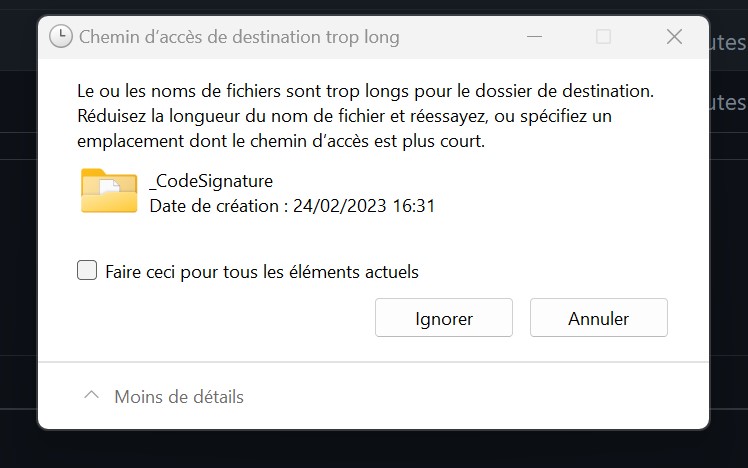 Chemin d’accès de destination trop long
utes
utes
Le ou les noms de fichiers sont trop longs pour le dossier de destination.
Réduisez la longueur du nom de fichier et réessayez, ou spécifiez un
emplacement dont le chemin d’accès est plus court.
_CodeSignature
Date de création : 24/02/2023 16:31
Faire ceci pour tous les éléments actuels
Ignorer
Annuler
Moins de détails